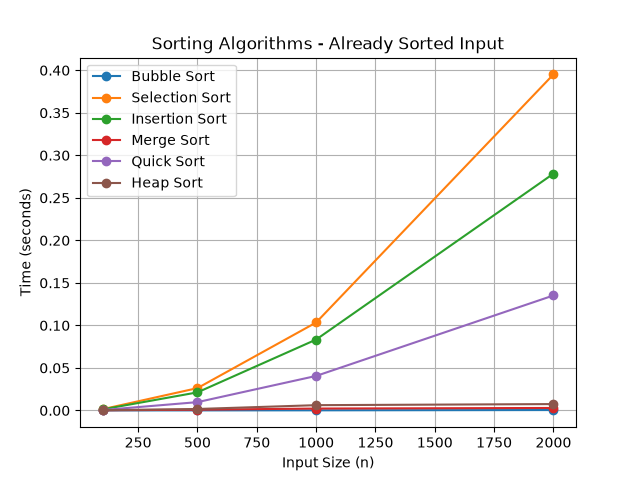 Sorting Algorithms - Already Sorted Input
Bubble Sort
Selection Sort
Insertion Sort
Merge Sort
Quick Sort
Heap Sort
0.40
0.35
0.30
0.25
0.20
0.15
0.10
0.05
0.00
Time (seconds)
250 500 750 1000 1250 1500 1750 2000
Input Size (n)